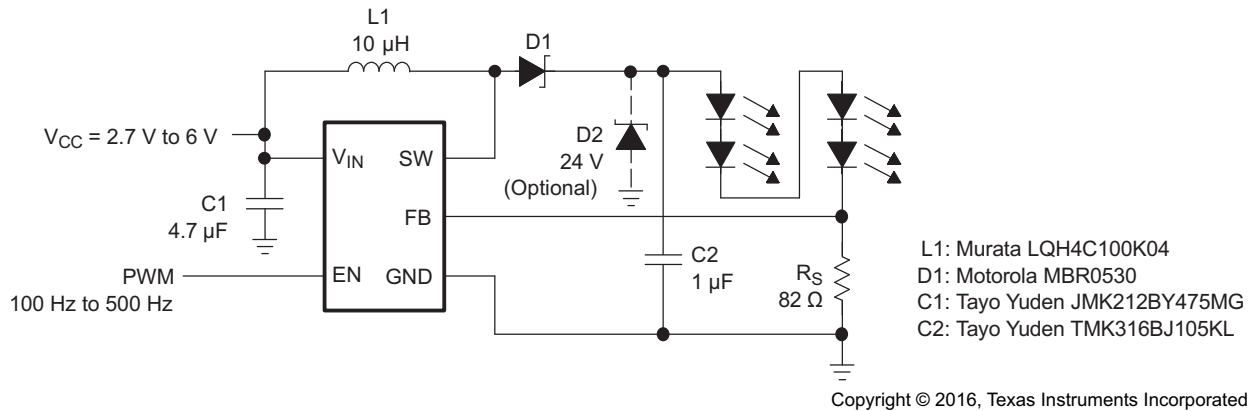 L1
10 µH
D1
V_CC = 2.7 V to 6 V
V_IN
SW
D2
24 V
(Optional)
C1
4.7 µF
FB
PWM
100 Hz to 500 Hz
EN
GND
C2
1 µF
R_S
82 Ω
L1: Murata LQH4C100K04
D1: Motorola MBR0530
C1: Tayo Yuden JMK212BY475MG
C2: Tayo Yuden TMK316BJ105KL
Copyright © 2016, Texas Instruments Incorporated